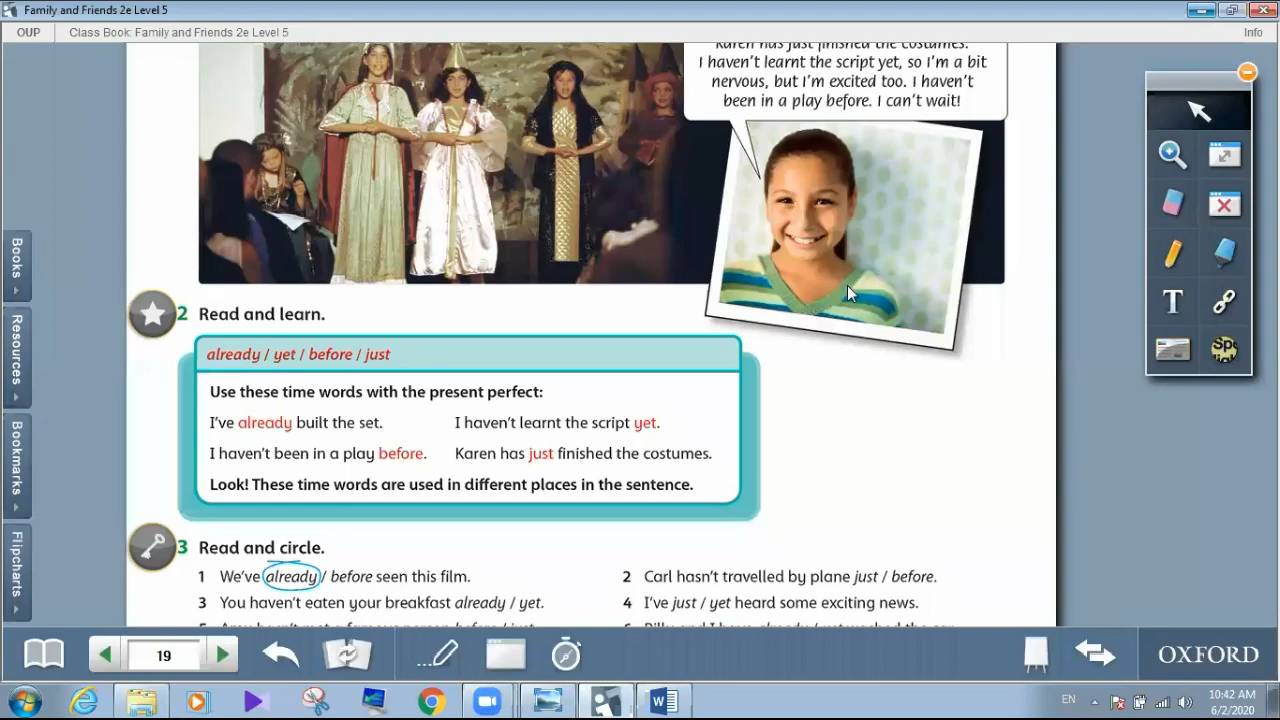 Family and Friends 2e Level 5
OUP
Class Book: Family and Friends 2e Level 5
Info
Karen has just finished the costumes.
I haven't learnt the script yet, so I'm a bit
nervous, but I'm excited too. I haven't
been in a play before. I can't wait!
Books
Resources
Bookmarks
Flipcharts
2 Read and learn.
already / yet / before / just
Use these time words with the present perfect:
I've already built the set. I haven't learnt the script yet.
I haven't been in a play before. Karen has just finished the costumes.
Look! These time words are used in different places in the sentence.
3 Read and circle.
1 We've already / before seen this film. 2 Carl hasn't travelled by plane just / before.
3 You haven't eaten your breakfast already / yet. 4 I've just / yet heard some exciting news.
T
19
OXFORD
EN
10:42 AM
6/2/2020